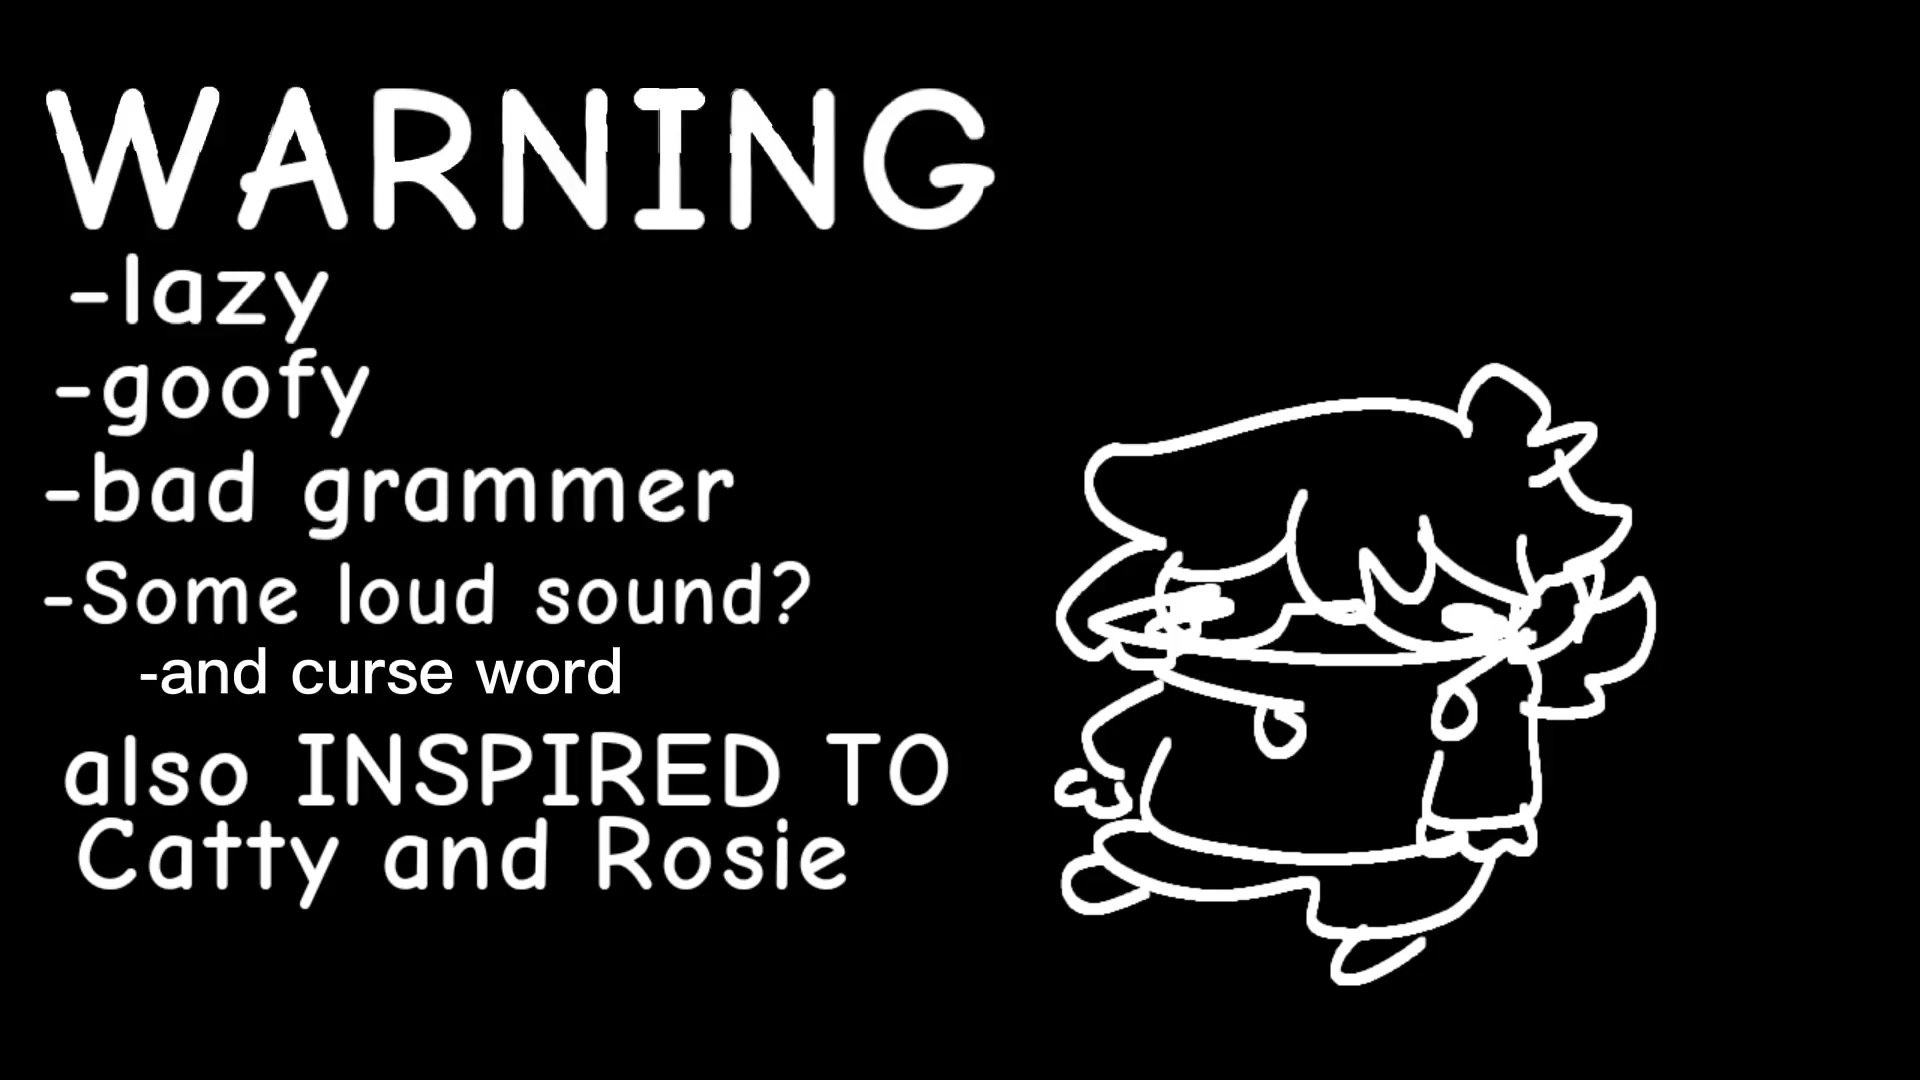 WARNING
-lazy
-goofy
-bad grammer
-Some loud sound?
-and curse word
also INSPIRED TO
Catty and Rosie